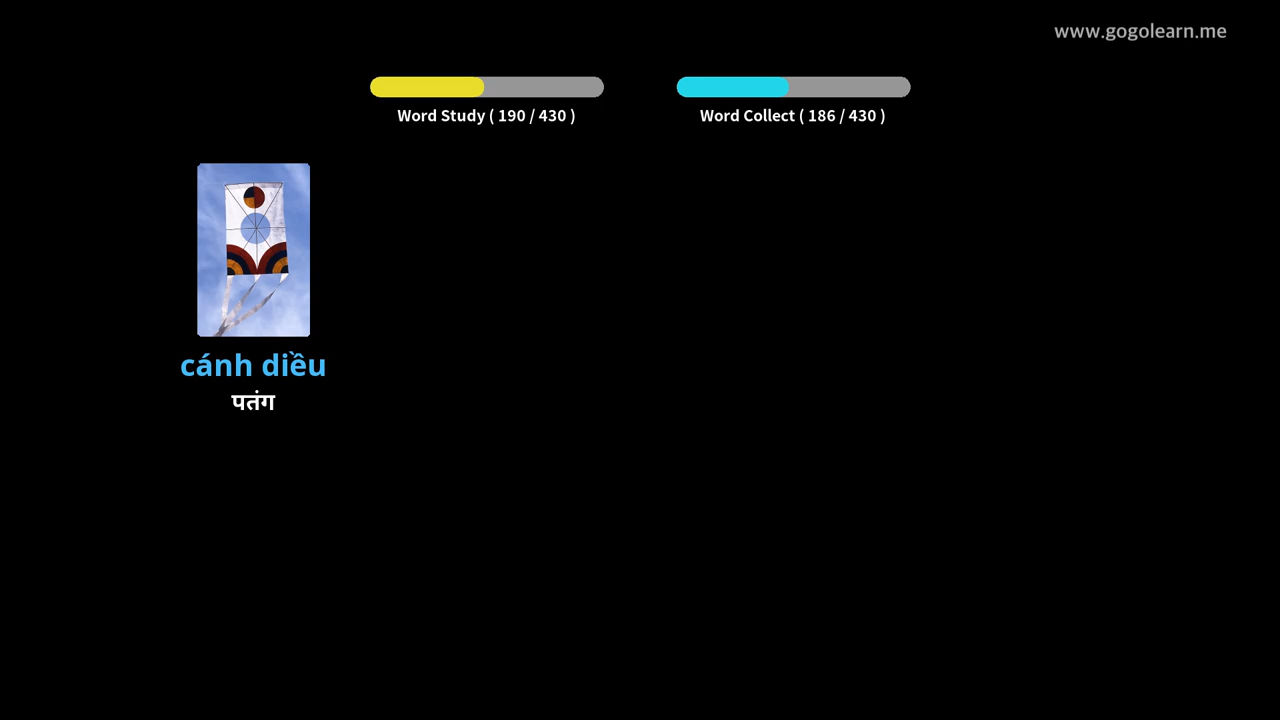 www.gogolearn.me
Word Study ( 190 / 430 )
Word Collect ( 186 / 430 )
cánh diều
पतंग